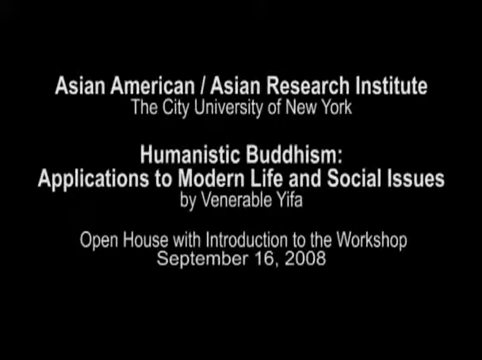 Asian American / Asian Research Institute
The City University of New York
Humanistic Buddhism:
Applications to Modern Life and Social Issues
by Venerable Yifa
Open House with Introduction to the Workshop
September 16, 2008